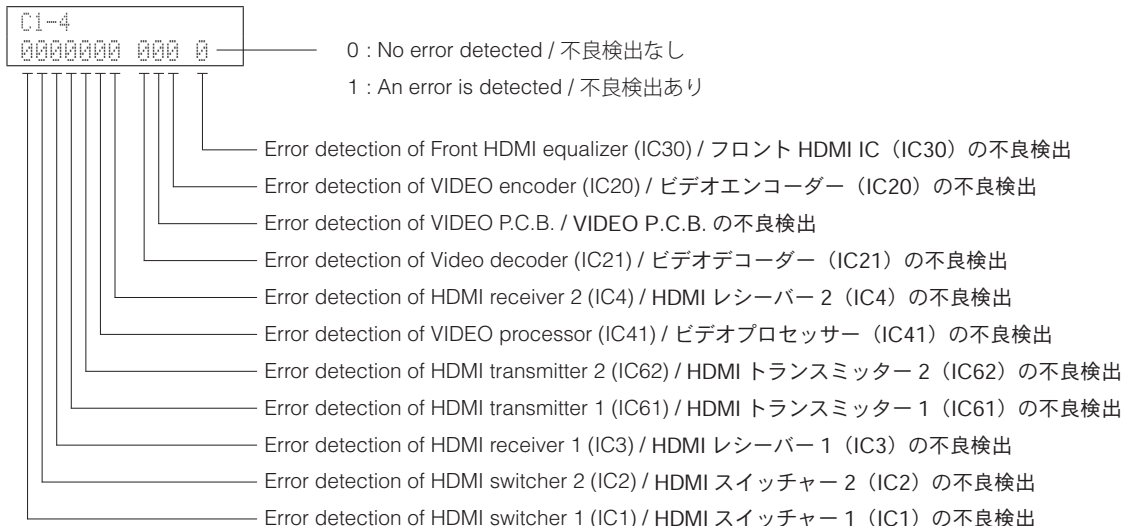 C1-4
0000000 000 0
0 : No error detected / 不良検出なし
1 : An error is detected / 不良検出あり
Error detection of Front HDMI equalizer (IC30) / フロント HDMI IC（IC30）の不良検出
Error detection of VIDEO encoder (IC20) / ビデオエンコーダー（IC20）の不良検出
Error detection of VIDEO P.C.B. / VIDEO P.C.B. の不良検出
Error detection of Video decoder (IC21) / ビデオデコーダー（IC21）の不良検出
Error detection of HDMI receiver 2 (IC4) / HDMI レシーバー 2（IC4）の不良検出
Error detection of VIDEO processor (IC41) / ビデオプロセッサー（IC41）の不良検出
Error detection of HDMI transmitter 2 (IC62) / HDMI トランスミッター 2（IC62）の不良検出
Error detection of HDMI transmitter 1 (IC61) / HDMI トランスミッター 1（IC61）の不良検出
Error detection of HDMI receiver 1 (IC3) / HDMI レシーバー 1（IC3）の不良検出
Error detection of HDMI switcher 2 (IC2) / HDMI スイッチャー 2（IC2）の不良検出
Error detection of HDMI switcher 1 (IC1) / HDMI スイッチャー 1（IC1）の不良検出